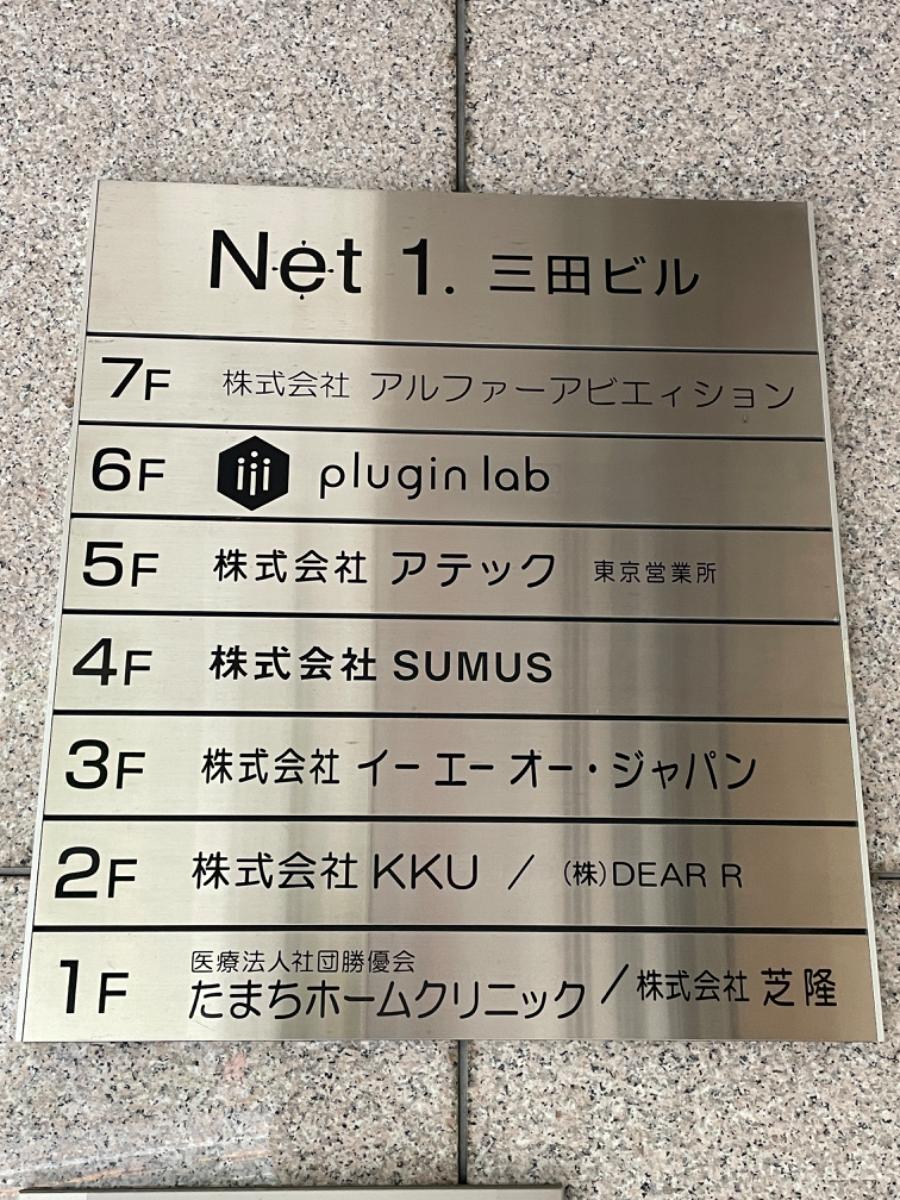 Net 1. 三田ビル
7F 株式会社 アルファーアビエィション
6F plugin lab
5F 株式会社 アテック 東京営業所
4F 株式会社 SUMUS
3F 株式会社 イー エー オー・ジャパン
2F 株式会社 KKU / (株)DEAR R
医療法人社団勝優会
1F たまちホームクリニック/株式会社 芝隆